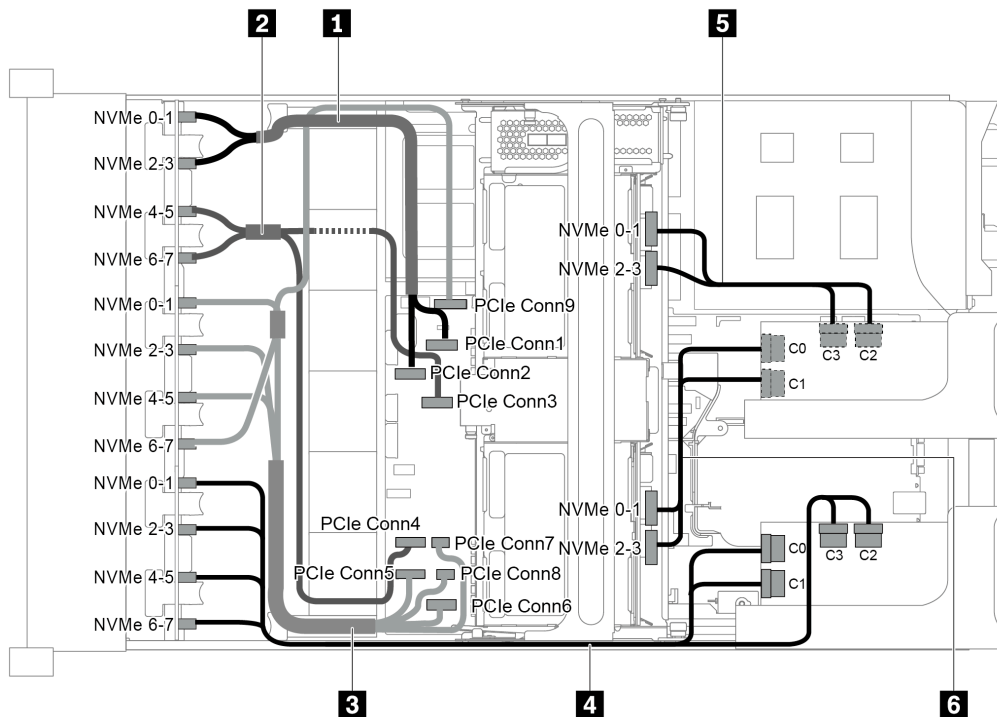 2
1
5
NVMe 0-1
NVMe 2-3
NVMe 4-5
NVMe 6-7
NVMe 0-1
NVMe 2-3
NVMe 4-5
NVMe 6-7
NVMe 0-1
NVMe 2-3
NVMe 4-5
NVMe 6-7
PCIe Conn9
PCIe Conn1
PCIe Conn2
PCIe Conn3
PCIe Conn4
PCIe Conn7
PCIe Conn5
PCIe Conn8
PCIe Conn6
NVMe 0-1
NVMe 2-3
NVMe 0-1
NVMe 2-3
C0
C1
C3
C2
C0
C1
C3
C2
3
4
6